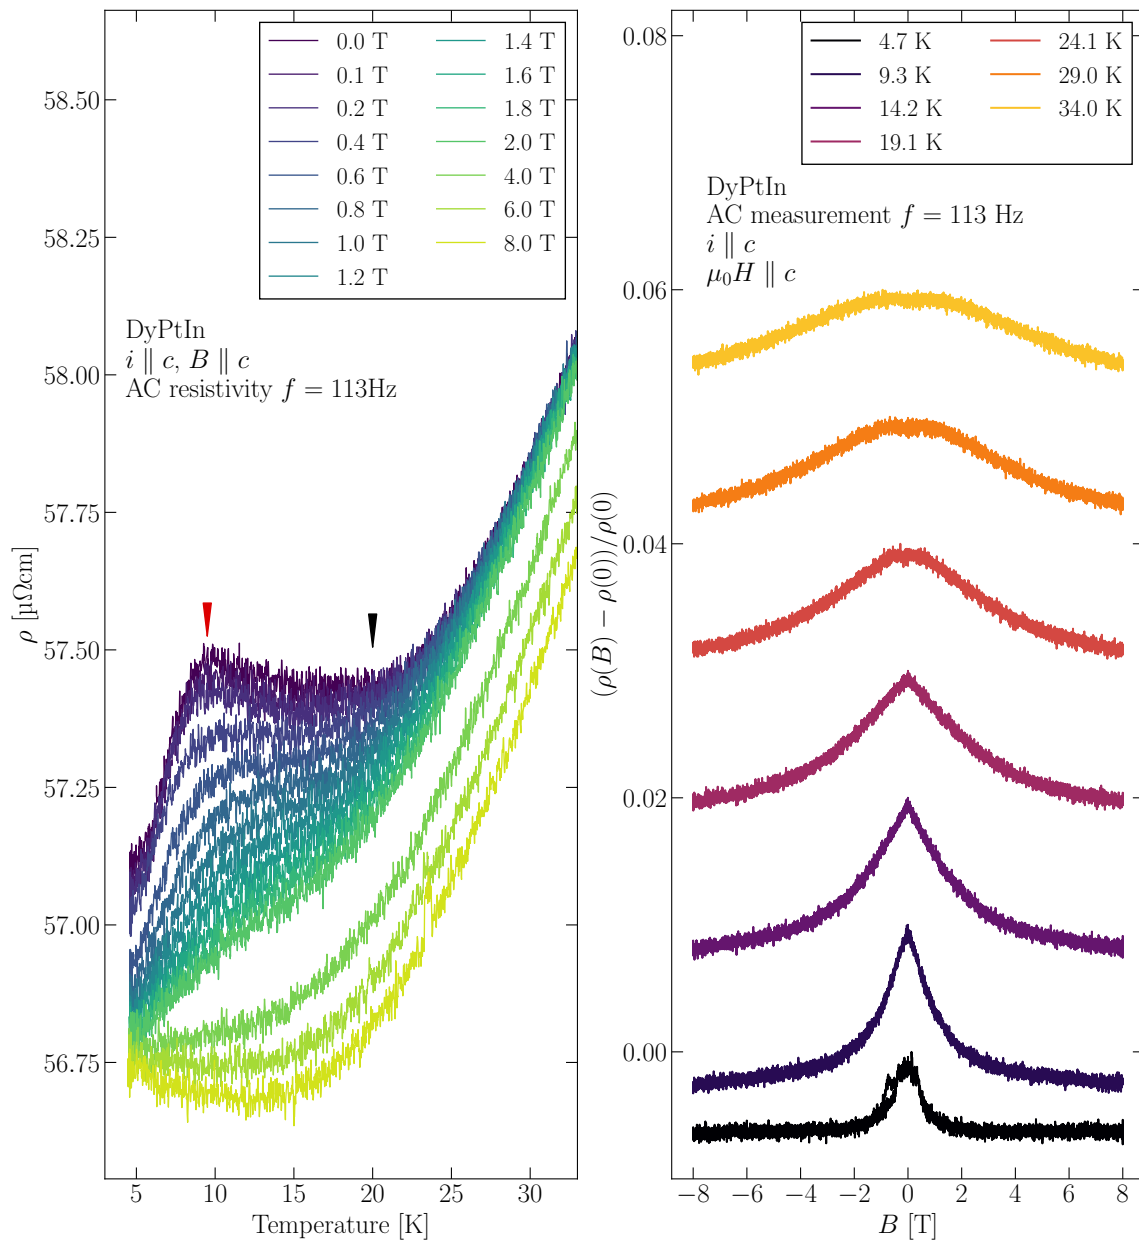 0.0 T
0.1 T
0.2 T
0.4 T
0.6 T
0.8 T
1.0 T
1.2 T
1.4 T
1.6 T
1.8 T
2.0 T
4.0 T
6.0 T
8.0 T
DyPtIn
i ∥ c, B ∥ c
AC resistivity f = 113Hz
58.50
58.25
58.00
57.75
57.50
57.25
57.00
56.75
ρ [µΩcm]
5
10
15
20
25
30
Temperature [K]
4.7 K
9.3 K
14.2 K
19.1 K
24.1 K
29.0 K
34.0 K
DyPtIn
AC measurement f = 113 Hz
i ∥ c
μ₀H ∥ c
0.08
0.06
0.04
0.02
0.00
(ρ(B) − ρ(0))/ρ(0)
−8
−6
−4
−2
0
2
4
6
8
B [T]